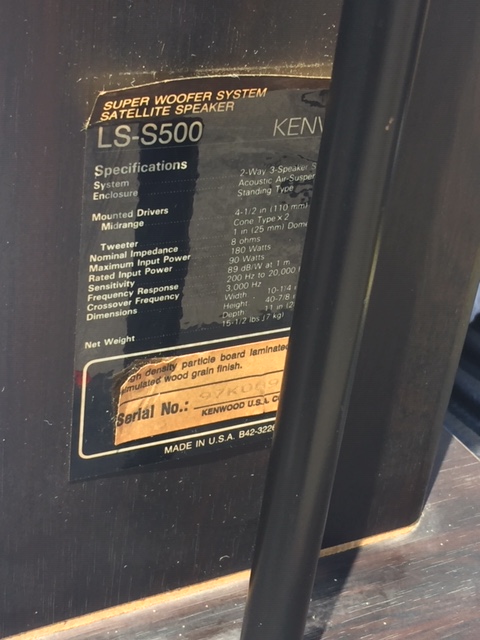 SUPER WOOFER SYSTEM
SATELLITE SPEAKER
LS-S500 KENW
Specifications
System 2-Way 3-Speaker S
Enclosure Acoustic Air-Suspen
Standing Type
Mounted Drivers
Midrange 4-1/2 in (110 mm)
Cone Type x 2
Tweeter 1 in (25 mm) Dome
Nominal Impedance 8 ohms
Maximum Input Power 180 Watts
Rated Input Power 90 Watts
Sensitivity 89 dB/W at 1 m
Frequency Response 200 Hz to 20,000
Crossover Frequency 3,000 Hz
Dimensions Width - 10-1/4
Height - 40-7/8
Depth: 11 in (2
Net Weight 15-1/2 lbs (7 kg)
density particle board laminated
simulated wood grain finish.
Serial No.:
KENWOOD U.S.A. CO
MADE IN U.S.A. B42-322